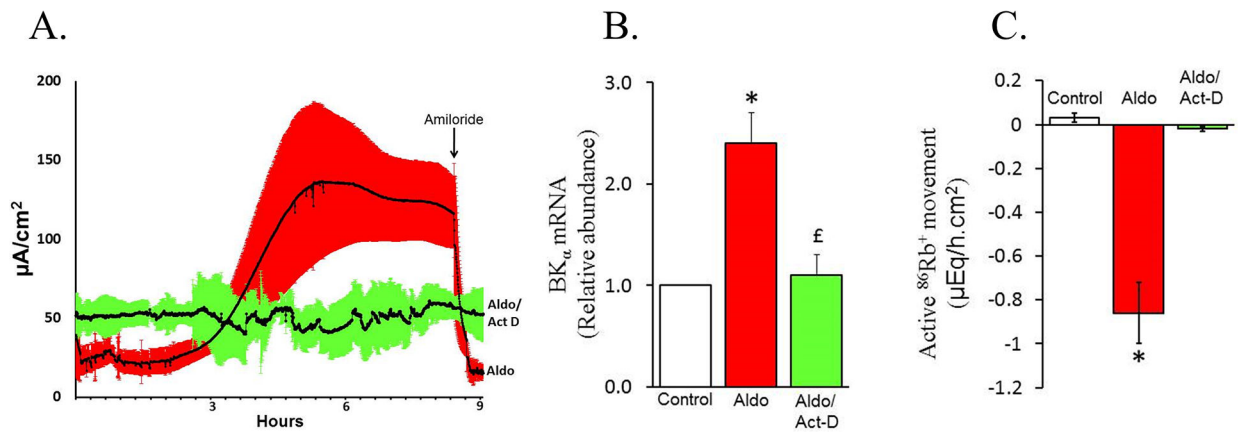 A.
B.
C.
200
150
100
50
0
µA/cm²
Amiloride
Aldo/
Act D
Aldo
3
6
9
Hours
3.0
2.0
1.0
0.0
BKα mRNA
(Relative abundance)
*
£
Control
Aldo
Aldo/
Act-D
0.2
0
-0.2
-0.4
-0.6
-0.8
-1
-1.2
Active ⁸⁶Rb⁺ movement
(µEq/h.cm²)
Control
Aldo
Aldo/
Act-D
*